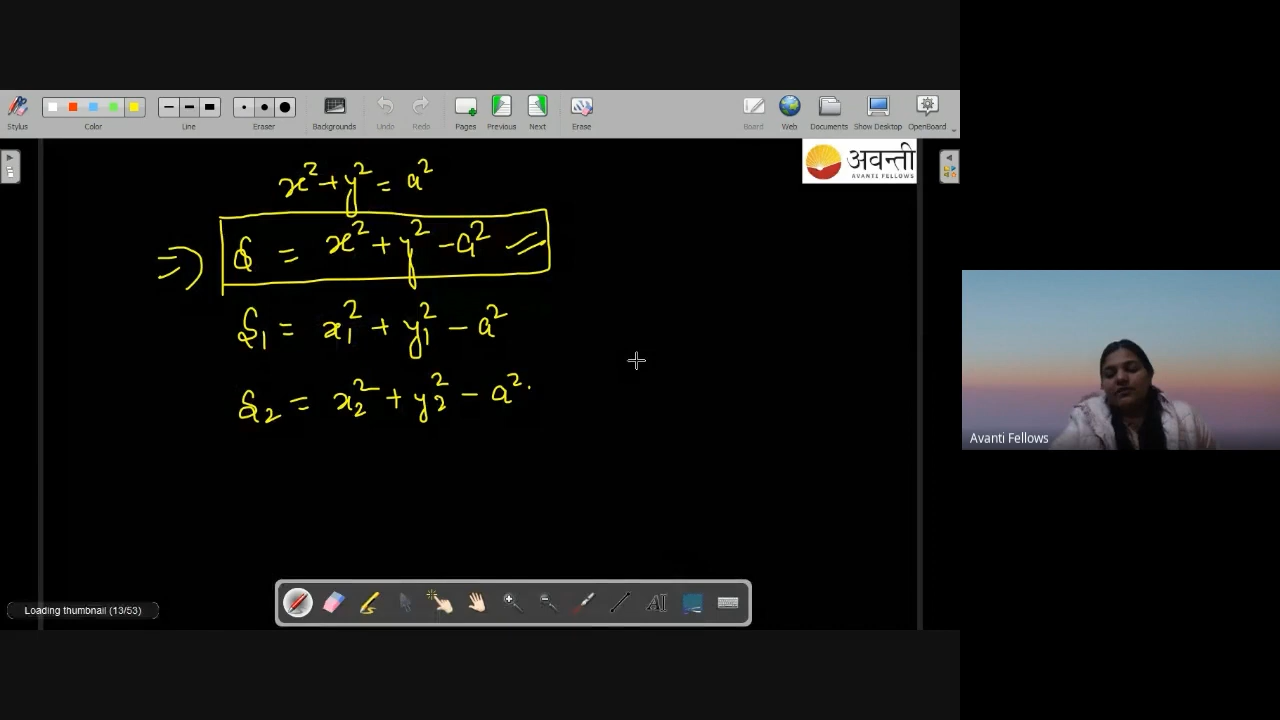 Stylus
Color
Line
Eraser
Backgrounds
Undo
Redo
Pages
Previous
Next
Erase
Board
Web
Documents
Show Desktop
OpenBoard
अवन्ती
AVANTI FELLOWS
x² + y² = a²
⇒ S = x² + y² - a²
S₁ = x₁² + y₁² - a²
S₂ = x₂² + y₂² - a².
Avanti Fellows
Loading thumbnail (13/53)
AI